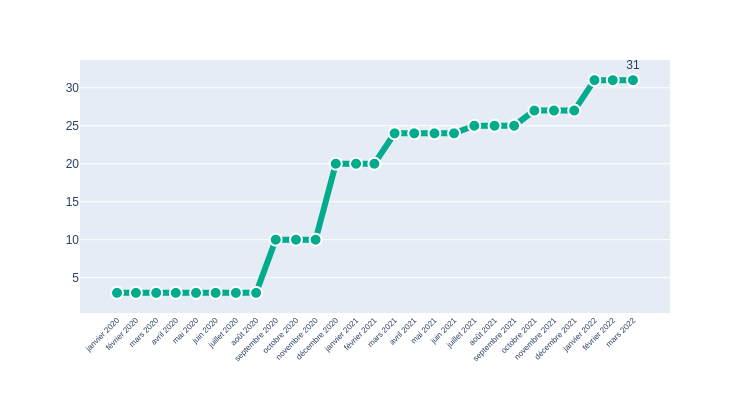 31
30
25
20
15
10
5
janvier 2020
février 2020
mars 2020
avril 2020
mai 2020
juin 2020
juillet 2020
août 2020
septembre 2020
octobre 2020
novembre 2020
décembre 2020
janvier 2021
février 2021
mars 2021
avril 2021
mai 2021
juin 2021
juillet 2021
août 2021
septembre 2021
octobre 2021
novembre 2021
décembre 2021
janvier 2022
février 2022
mars 2022